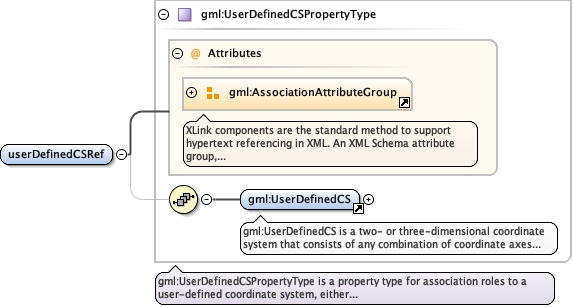 gml:UserDefinedCSPropertyType
@ Attributes
gml:AssociationAttributeGroup
XLink components are the standard method to support
hypertext referencing in XML. An XML Schema attribute
group,...
userDefinedCSRef
gml:UserDefinedCS
gml:UserDefinedCS is a two- or three-dimensional coordinate
system that consists of any combination of coordinate axes...
gml:UserDefinedCSPropertyType is a property type for association roles to a
user-defined coordinate system, either...